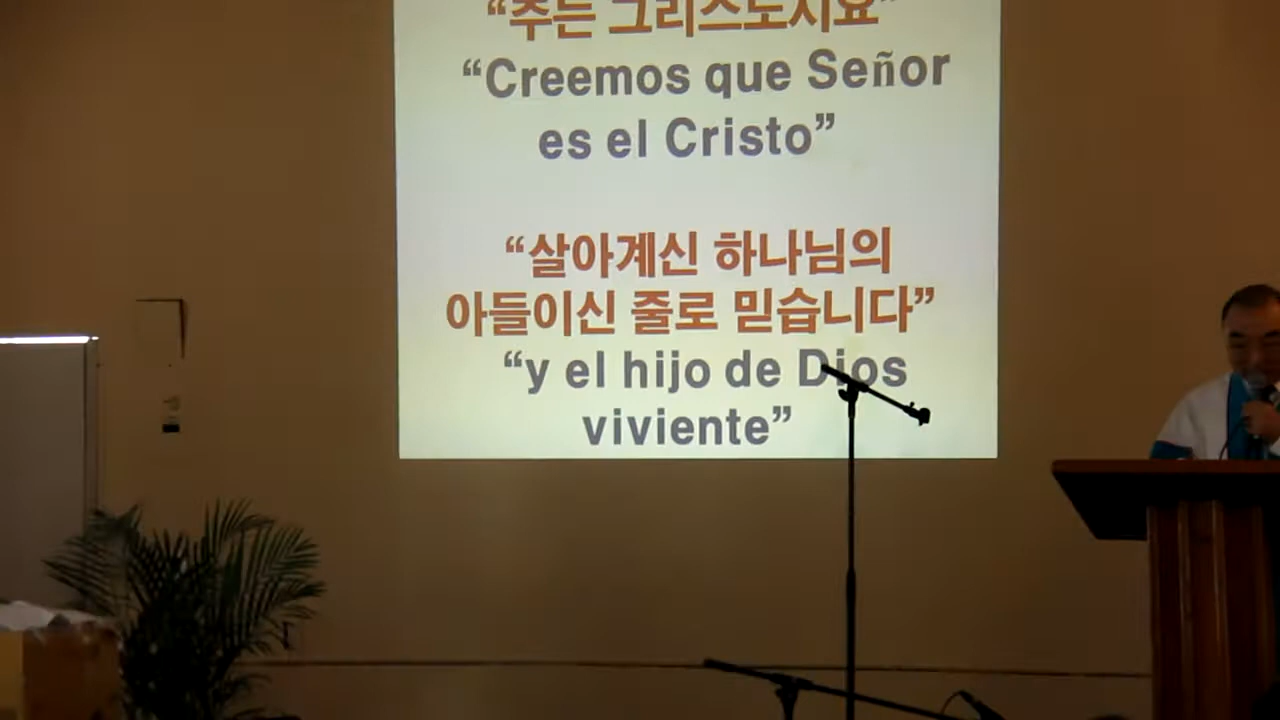 “주는 그리스도시요”
“Creemos que Señor
es el Cristo”
“살아계신 하나님의
아들이신 줄로 믿습니다”
“y el hijo de Dios
viviente”